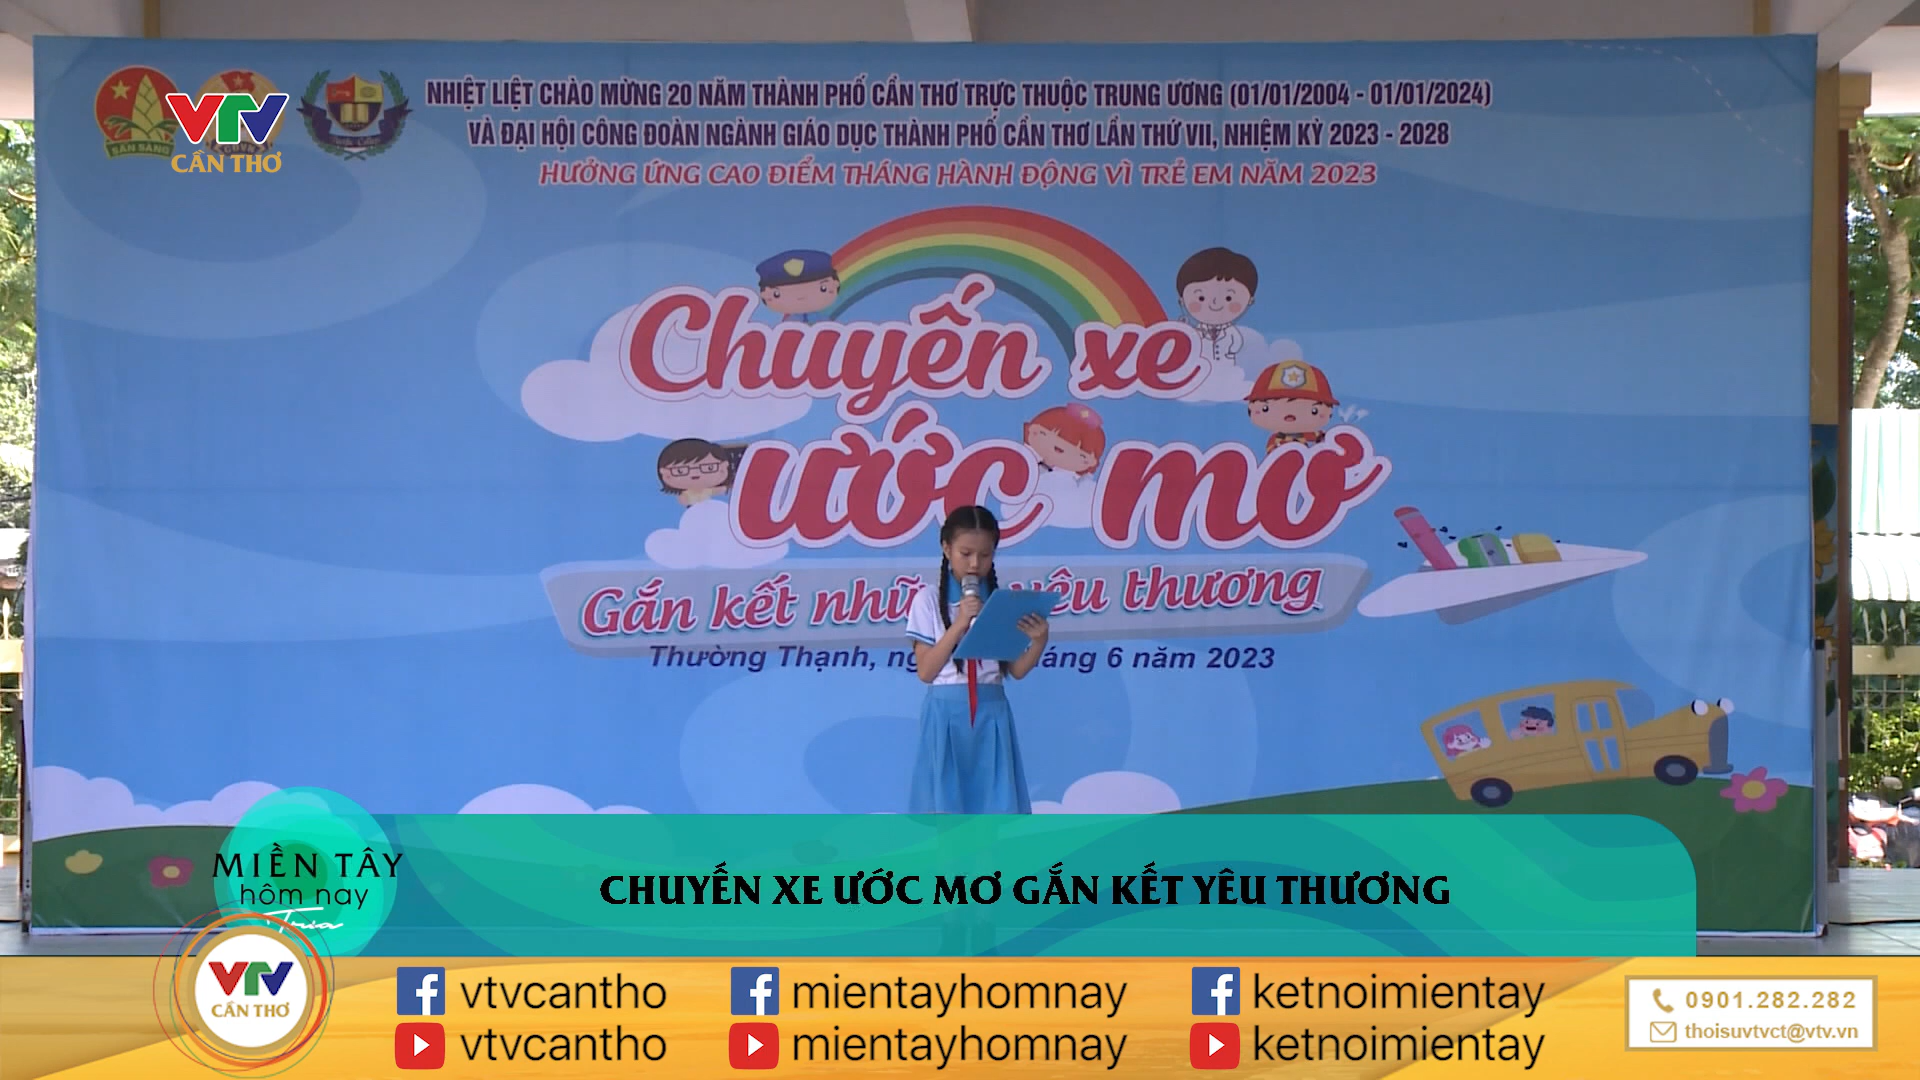 NHIỆT LIỆT CHÀO MỪNG 20 NĂM THÀNH PHỐ CẦN THƠ TRỰC THUỘC TRUNG ƯƠNG (01/01/2004 - 01/01/2024)
VÀ ĐẠI HỘI CÔNG ĐOÀN NGÀNH GIÁO DỤC THÀNH PHỐ CẦN THƠ LẦN THỨ VII, NHIỆM KỲ 2023 - 2028
HƯỞNG ỨNG CAO ĐIỂM THÁNG HÀNH ĐỘNG VÌ TRẺ EM NĂM 2023
SẴN SÀNG
VTV
CẦN THƠ
Chuyến xe
ước mơ
Gắn kết yêu thương
Thường Thạnh, 6 năm 2023
MIỀN TÂY
hôm nay
Trưa
CHUYẾN XE ƯỚC MƠ GẮN KẾT YÊU THƯƠNG
VTV
CẦN THƠ
vtvcantho mientayhomnay ketnoimientay
vtvcantho mientayhomnay ketnoimientay
0901.282.282
thoisuvtvct@vtv.vn